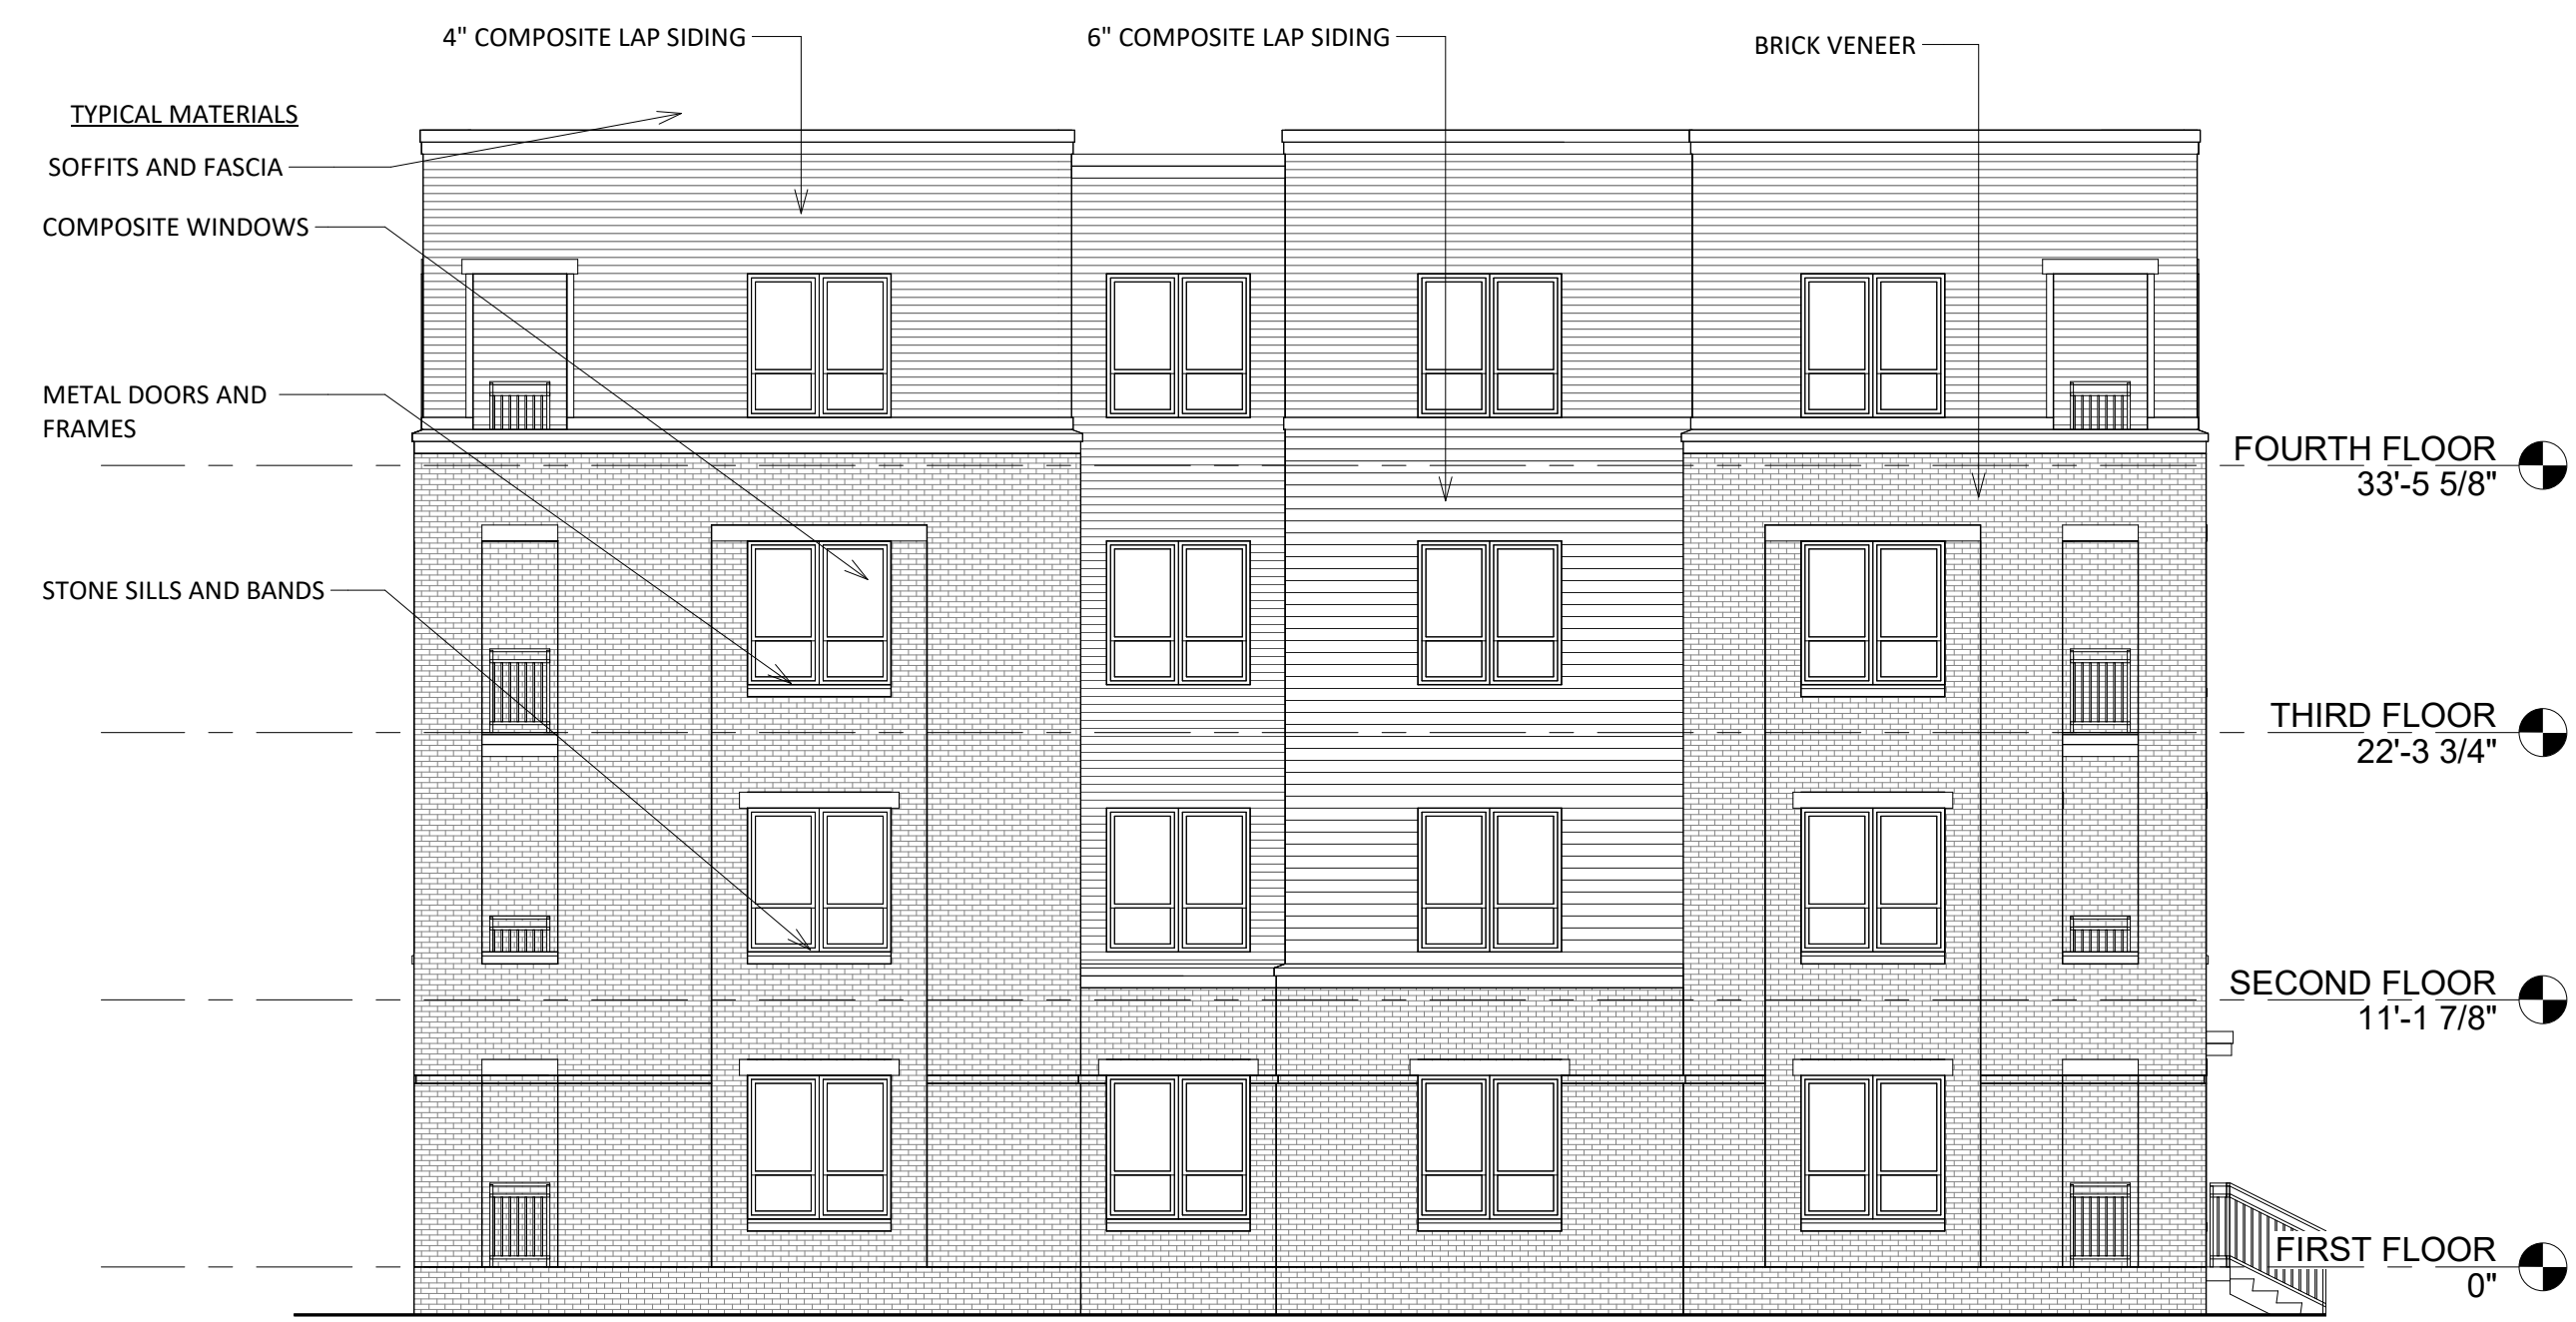 4" COMPOSITE LAP SIDING
6" COMPOSITE LAP SIDING
BRICK VENEER
TYPICAL MATERIALS
SOFFITS AND FASCIA
COMPOSITE WINDOWS
METAL DOORS AND
FRAMES
STONE SILLS AND BANDS
FOURTH FLOOR
33'-5 5/8"
THIRD FLOOR
22'-3 3/4"
SECOND FLOOR
11'-1 7/8"
FIRST FLOOR
0"